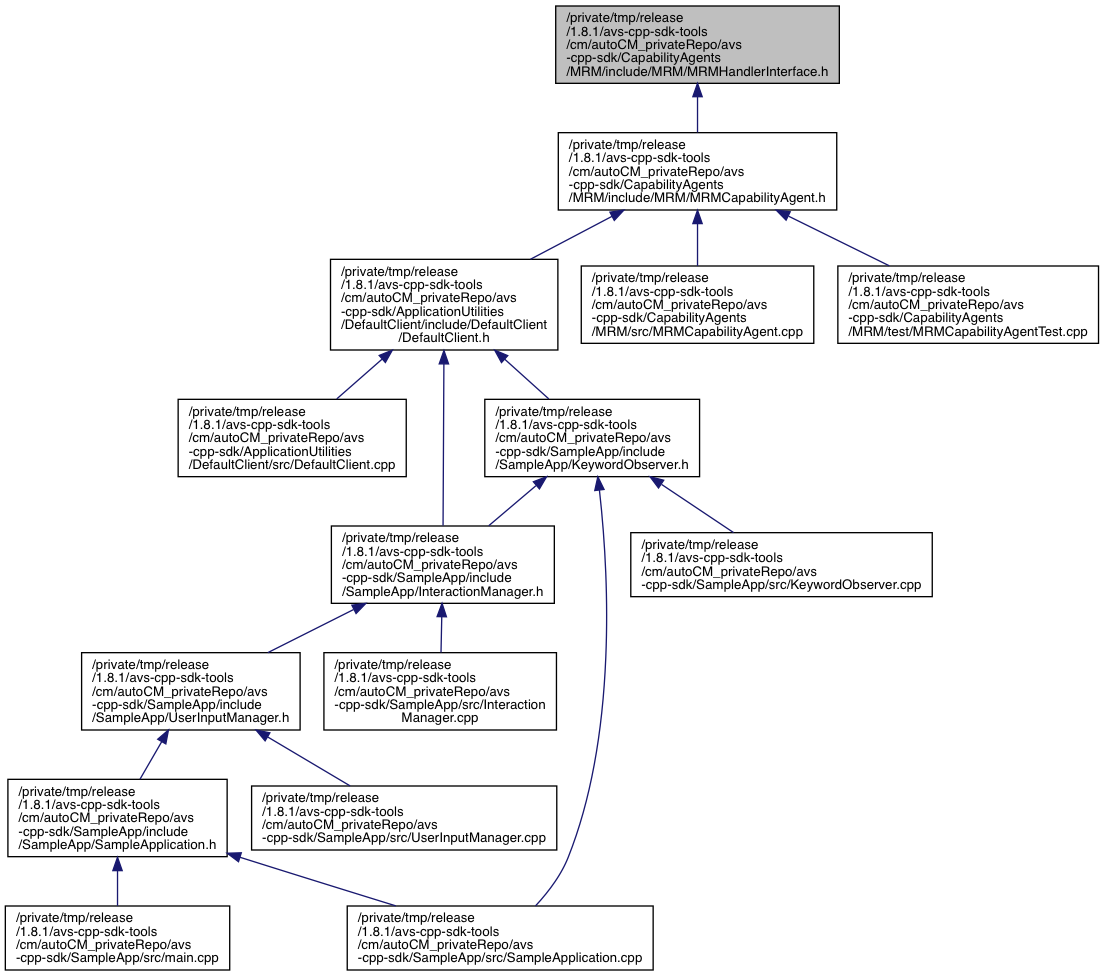 /private/tmp/release
/1.8.1/avs-cpp-sdk-tools
/cm/autoCM_privateRepo/avs
-cpp-sdk/CapabilityAgents
/MRM/include/MRM/MRMHandlerInterface.h
/private/tmp/release
/1.8.1/avs-cpp-sdk-tools
/cm/autoCM_privateRepo/avs
-cpp-sdk/CapabilityAgents
/MRM/include/MRM/MRMCapabilityAgent.h
/private/tmp/release
/1.8.1/avs-cpp-sdk-tools
/cm/autoCM_privateRepo/avs
-cpp-sdk/ApplicationUtilities
/DefaultClient/include/DefaultClient
/DefaultClient.h
/private/tmp/release
/1.8.1/avs-cpp-sdk-tools
/cm/autoCM_privateRepo/avs
-cpp-sdk/CapabilityAgents
/MRM/src/MRMCapabilityAgent.cpp
/private/tmp/release
/1.8.1/avs-cpp-sdk-tools
/cm/autoCM_privateRepo/avs
-cpp-sdk/CapabilityAgents
/MRM/test/MRMCapabilityAgentTest.cpp
/private/tmp/release
/1.8.1/avs-cpp-sdk-tools
/cm/autoCM_privateRepo/avs
-cpp-sdk/ApplicationUtilities
/DefaultClient/src/DefaultClient.cpp
/private/tmp/release
/1.8.1/avs-cpp-sdk-tools
/cm/autoCM_privateRepo/avs
-cpp-sdk/SampleApp/include
/SampleApp/KeywordObserver.h
/private/tmp/release
/1.8.1/avs-cpp-sdk-tools
/cm/autoCM_privateRepo/avs
-cpp-sdk/SampleApp/include
/SampleApp/InteractionManager.h
/private/tmp/release
/1.8.1/avs-cpp-sdk-tools
/cm/autoCM_privateRepo/avs
-cpp-sdk/SampleApp/src/KeywordObserver.cpp
/private/tmp/release
/1.8.1/avs-cpp-sdk-tools
/cm/autoCM_privateRepo/avs
-cpp-sdk/SampleApp/include
/SampleApp/UserInputManager.h
/private/tmp/release
/1.8.1/avs-cpp-sdk-tools
/cm/autoCM_privateRepo/avs
-cpp-sdk/SampleApp/src/Interaction
Manager.cpp
/private/tmp/release
/1.8.1/avs-cpp-sdk-tools
/cm/autoCM_privateRepo/avs
-cpp-sdk/SampleApp/include
/SampleApp/SampleApplication.h
/private/tmp/release
/1.8.1/avs-cpp-sdk-tools
/cm/autoCM_privateRepo/avs
-cpp-sdk/SampleApp/src/UserInputManager.cpp
/private/tmp/release
/1.8.1/avs-cpp-sdk-tools
/cm/autoCM_privateRepo/avs
-cpp-sdk/SampleApp/src/main.cpp
/private/tmp/release
/1.8.1/avs-cpp-sdk-tools
/cm/autoCM_privateRepo/avs
-cpp-sdk/SampleApp/src/SampleApplication.cpp